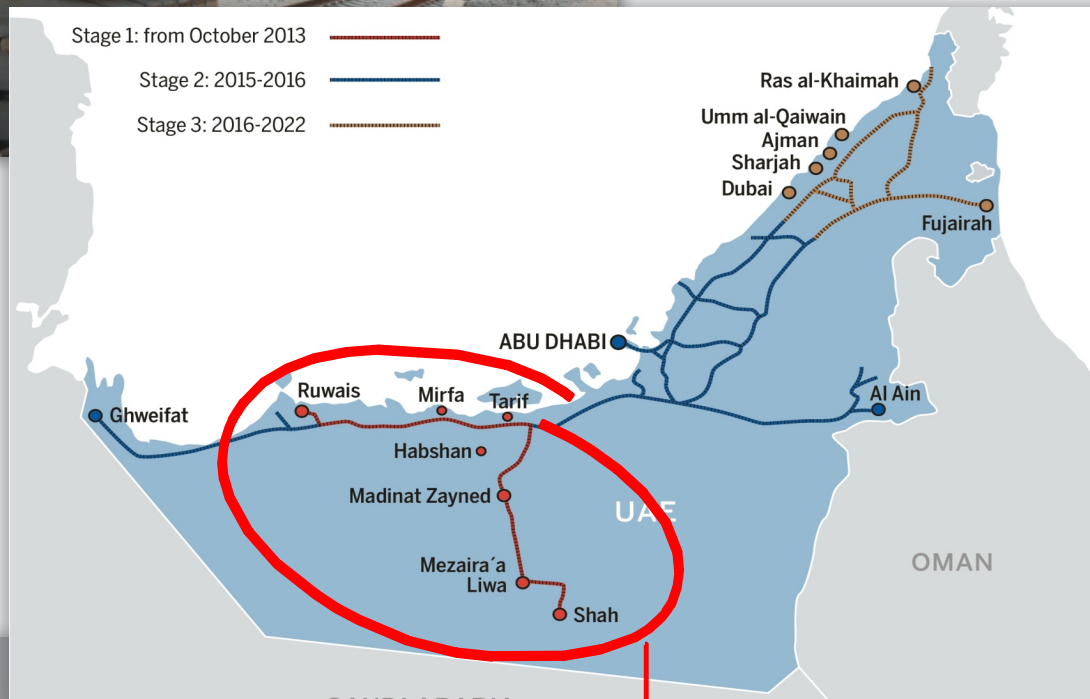 Stage 1: from October 2013
Stage 2: 2015-2016
Stage 3: 2016-2022
Ras al-Khaimah
Umm al-Qaiwain
Ajman
Sharjah
Dubai
Fujairah
ABU DHABI
Al Ain
Ruwais
Mirfa
Tarif
Ghweifat
Habshan
Madinat Zayned
UAE
Mezaira´a
Liwa
OMAN
Shah